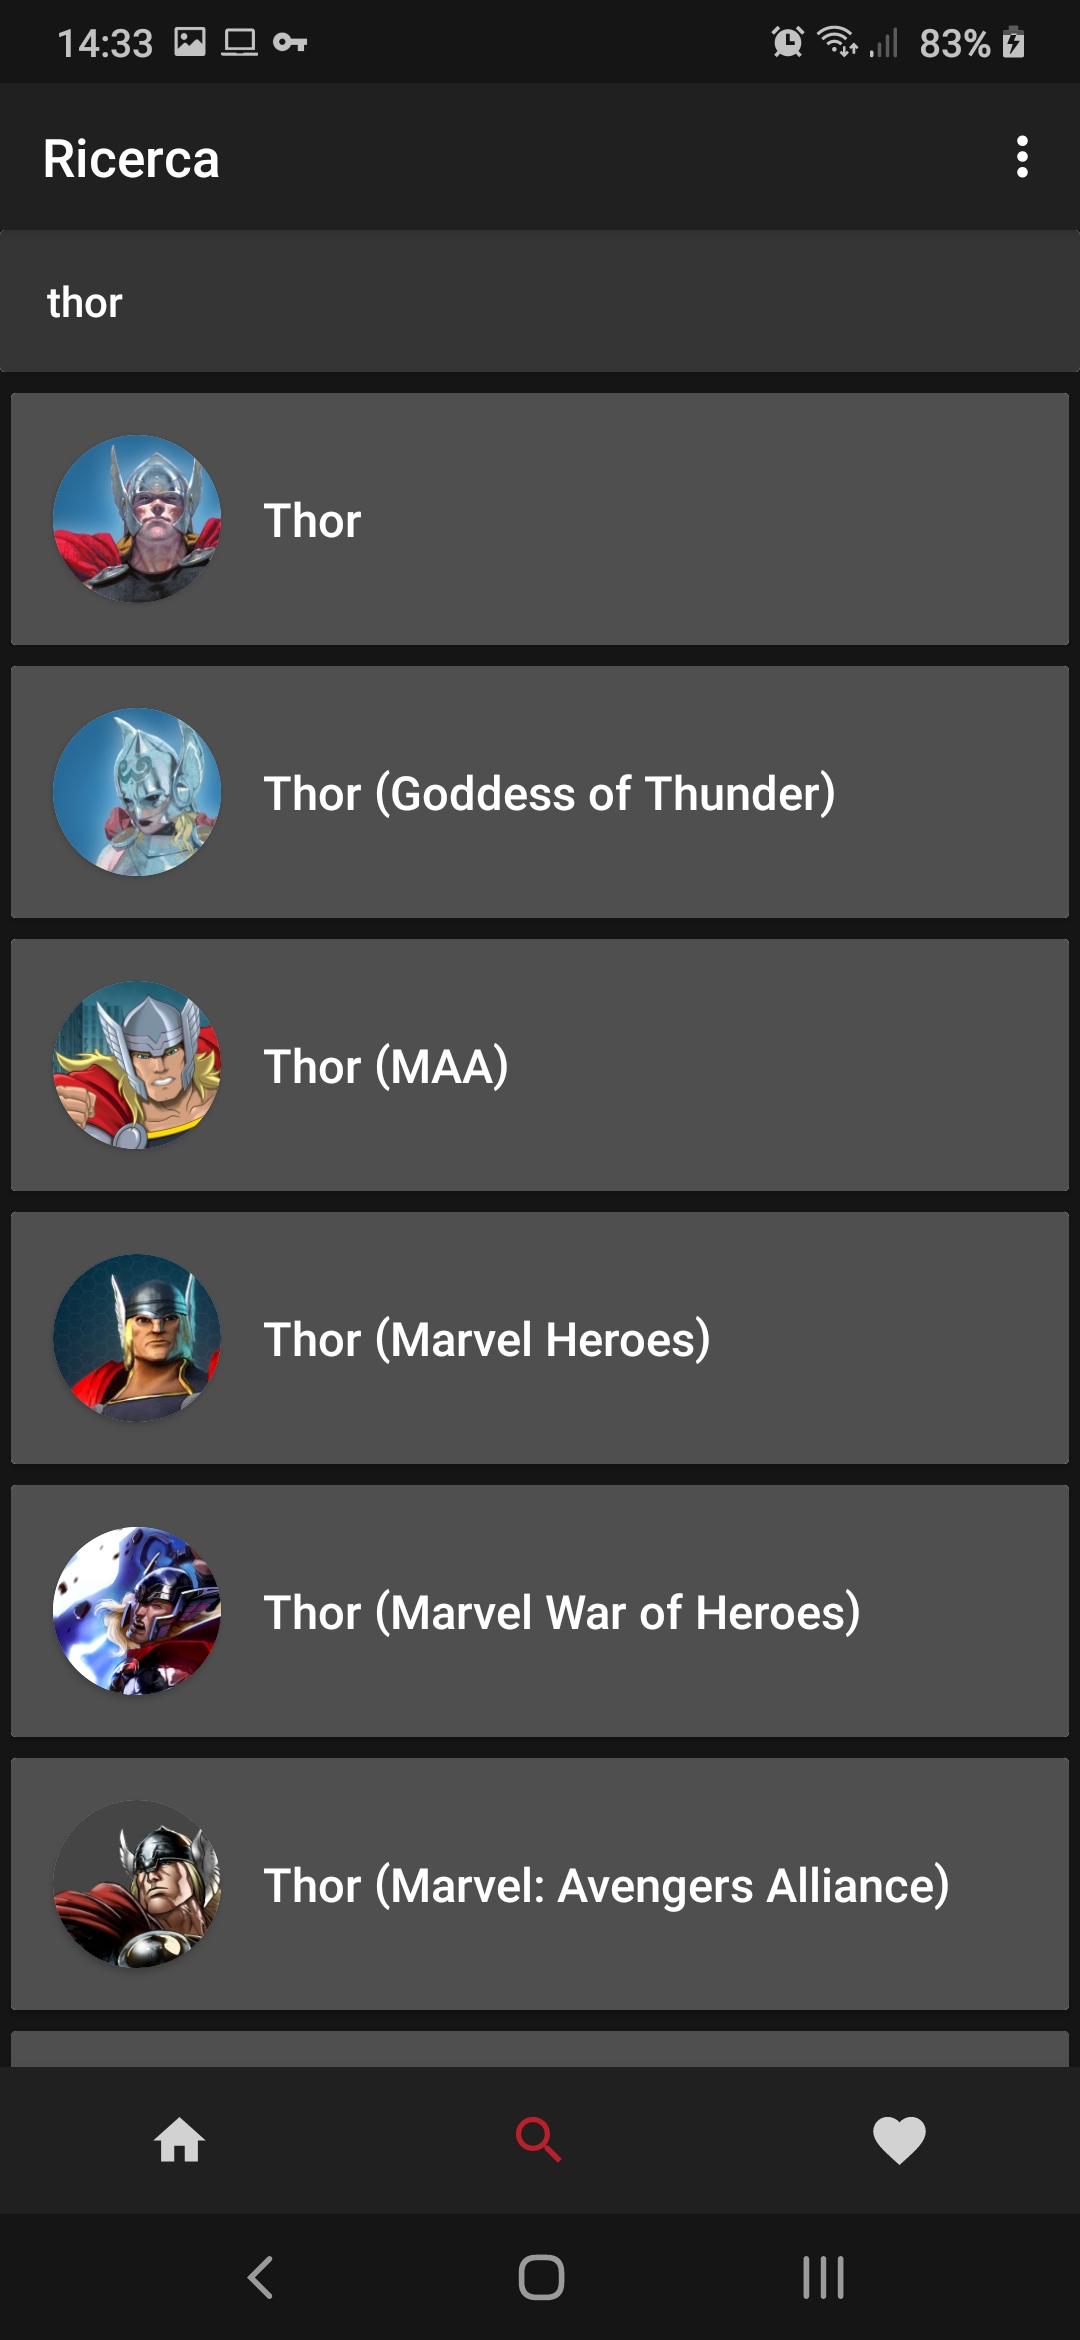 14:33 83%
Ricerca
thor
Thor
Thor (Goddess of Thunder)
Thor (MAA)
Thor (Marvel Heroes)
Thor (Marvel War of Heroes)
Thor (Marvel: Avengers Alliance)